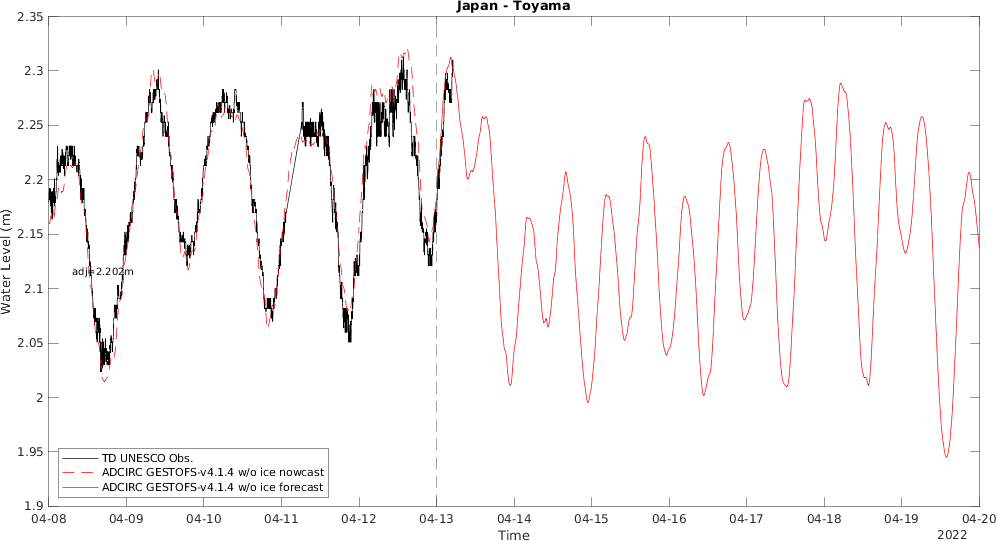 Japan - Toyama
2.35
2.3
2.25
2.2
2.15
2.1
2.05
2
1.95
1.9
Water Level (m)
adj=2.202m
TD UNESCO Obs.
ADCIRC GESTOFS-v4.1.4 w/o ice nowcast
ADCIRC GESTOFS-v4.1.4 w/o ice forecast
04-08 04-09 04-10 04-11 04-12 04-13 04-14 04-15 04-16 04-17 04-18 04-19 04-20
Time
2022